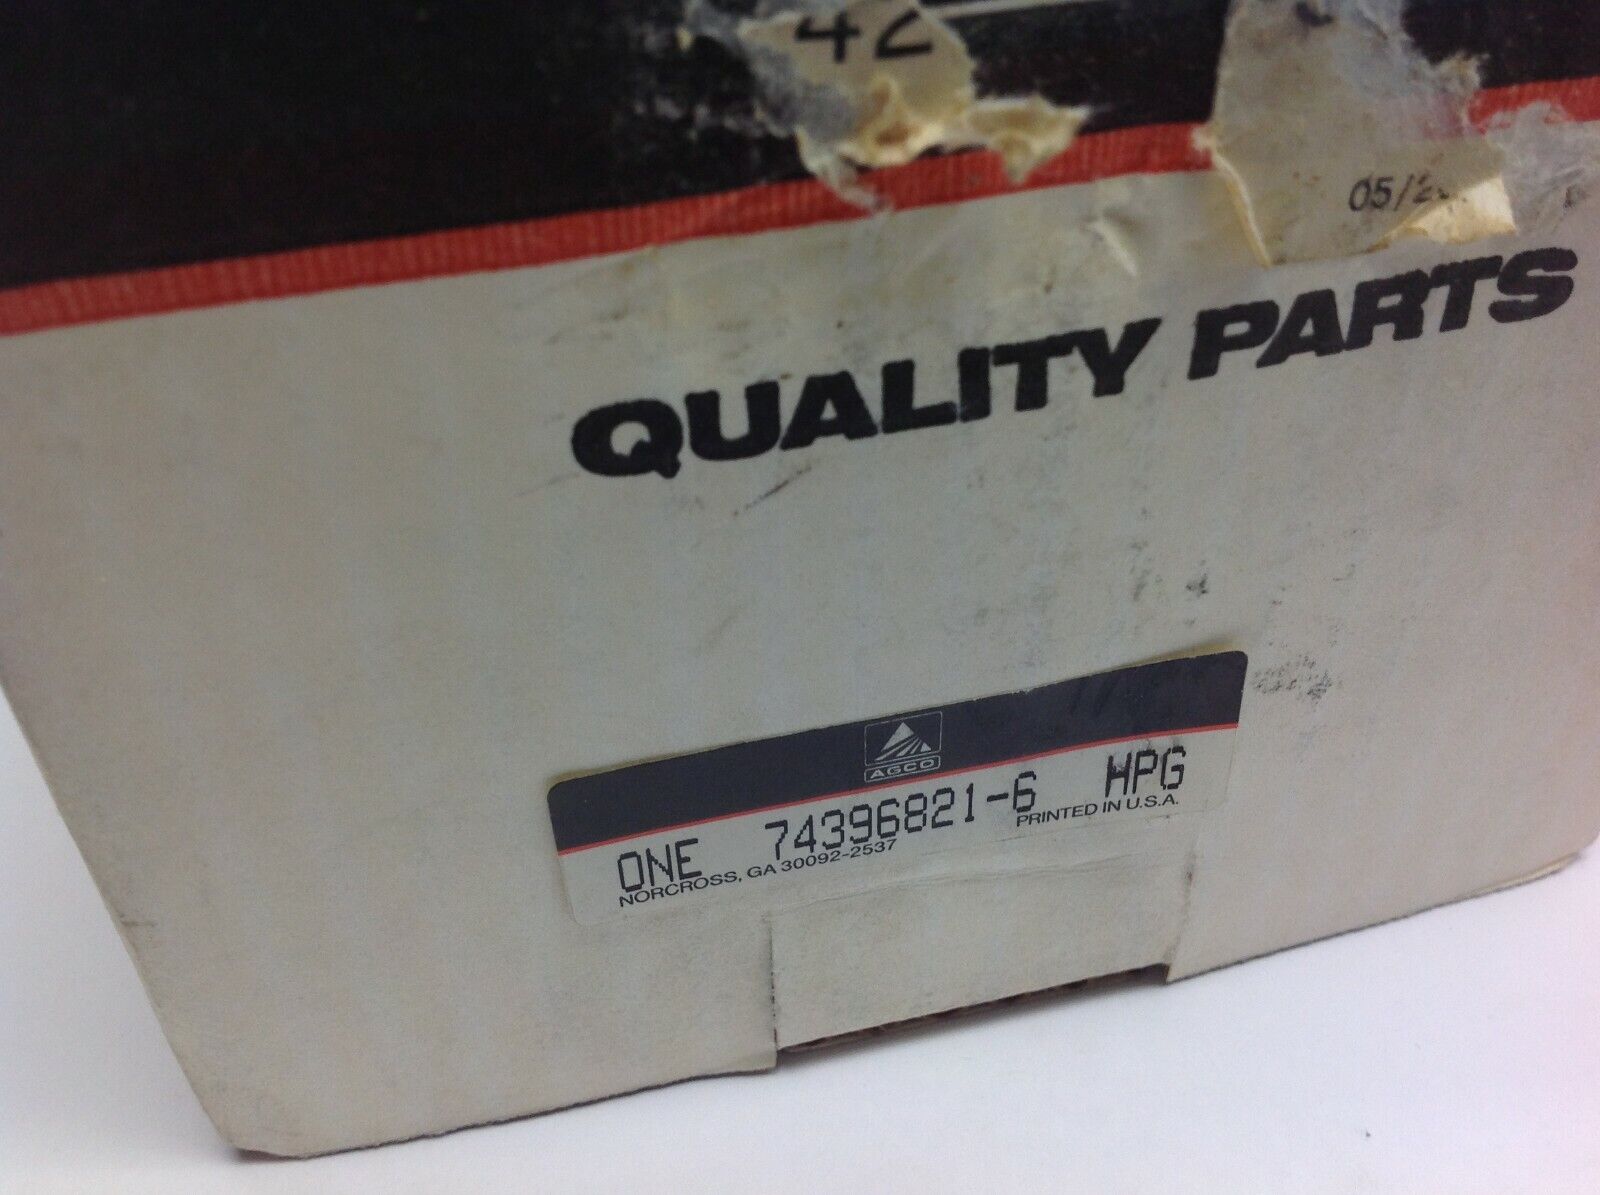 42
05/2
QUALITY PARTS
AGCO
ONE 74396821-6 HPG
NORCROSS, GA 30092-2537 PRINTED IN U.S.A.